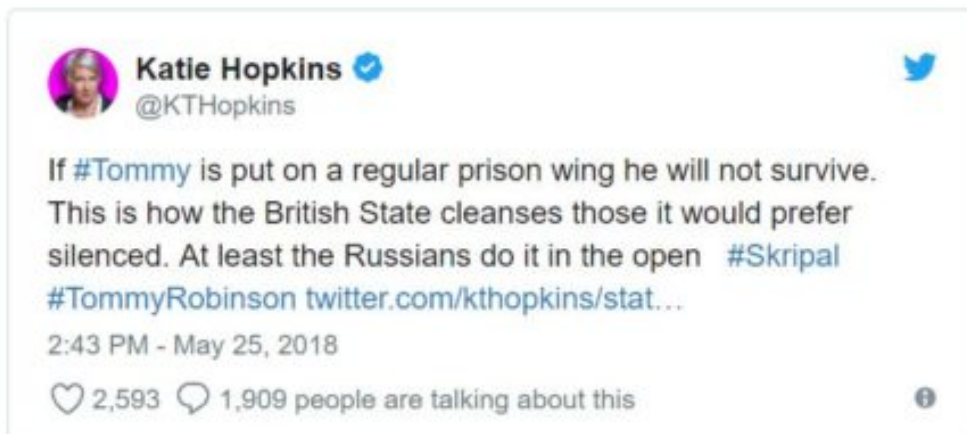 Katie Hopkins
@KTHopkins
If #Tommy is put on a regular prison wing he will not survive.
This is how the British State cleanses those it would prefer
silenced. At least the Russians do it in the open #Skripal
#TommyRobinson twitter.com/kthopkins/stat…
2:43 PM - May 25, 2018
2,593 1,909 people are talking about this